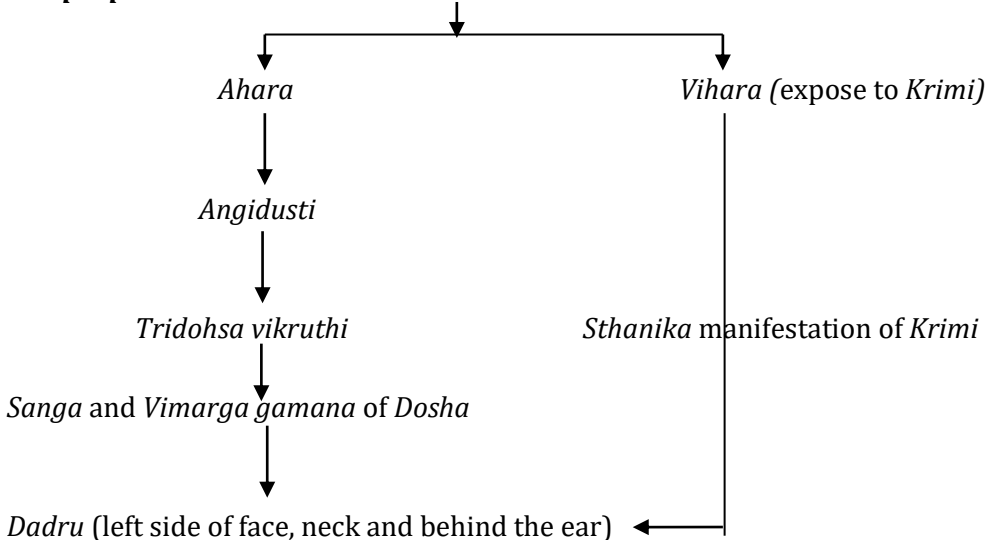 Ahara
Vihara (expose to Krimi)
Angidusti
Tridohsa vikruthi
Sthanika manifestation of Krimi
Sanga and Vimarga gamana of Dosha
Dadru (left side of face, neck and behind the ear)